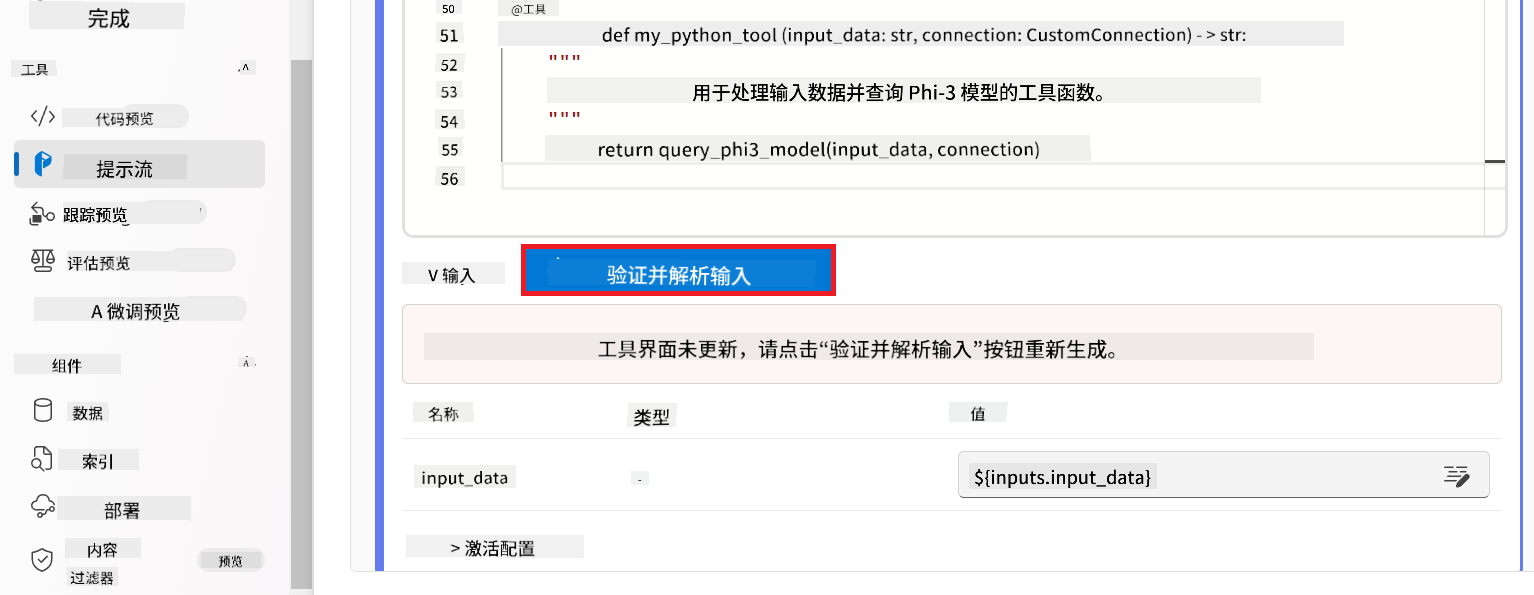 完成
工具
代码预览
提示流
跟踪预览
评估预览
A 微调预览
组件
数据
索引
部署
内容
过滤器
预览
50 @工具
51 def my_python_tool (input_data: str, connection: CustomConnection) - > str:
52 """
53 用于处理输入数据并查询 Phi-3 模型的工具函数。
54 """
55 return query_phi3_model(input_data, connection)
56
V 输入
验证并解析输入
工具界面未更新，请点击“验证并解析输入”按钮重新生成。
名称 类型 值
input_data - ${inputs.input_data}
> 激活配置